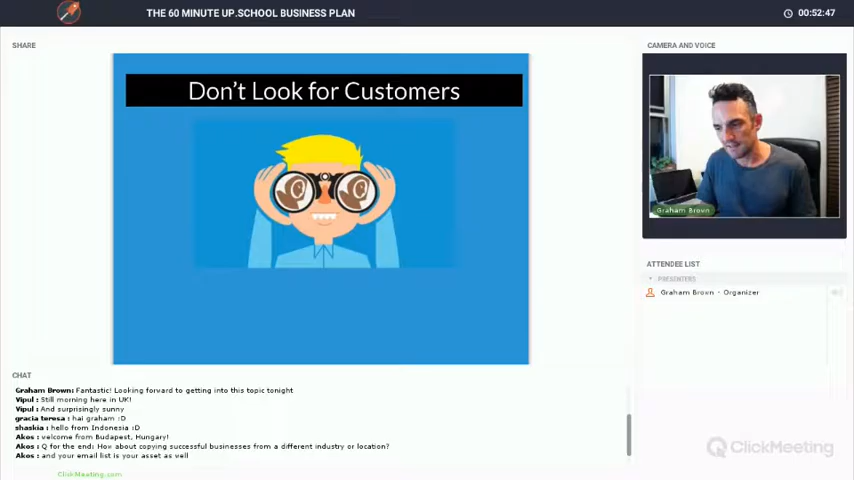 THE 60 MINUTE UP.SCHOOL BUSINESS PLAN
00:52:47
SHARE
CAMERA AND VOICE
Don't Look for Customers
Graham Brown
ATTENDEE LIST
PRESENTERS
Graham Brown - Organizer
CHAT
Graham Brown: Fantastic! Looking forward to getting into this topic tonight
Vipul : Still morning here in UK!
Vipul : And surprisingly sunny
gracia teresa : hai graham :D
shaskia : hello from Indonesia :D
Akos : welcome from Budapest, Hungary!
Akos : Q for the end: How about copying successful businesses from a different industry or location?
Akos : and your email list is your asset as well
ClickMeeting
ClickMeeting.com